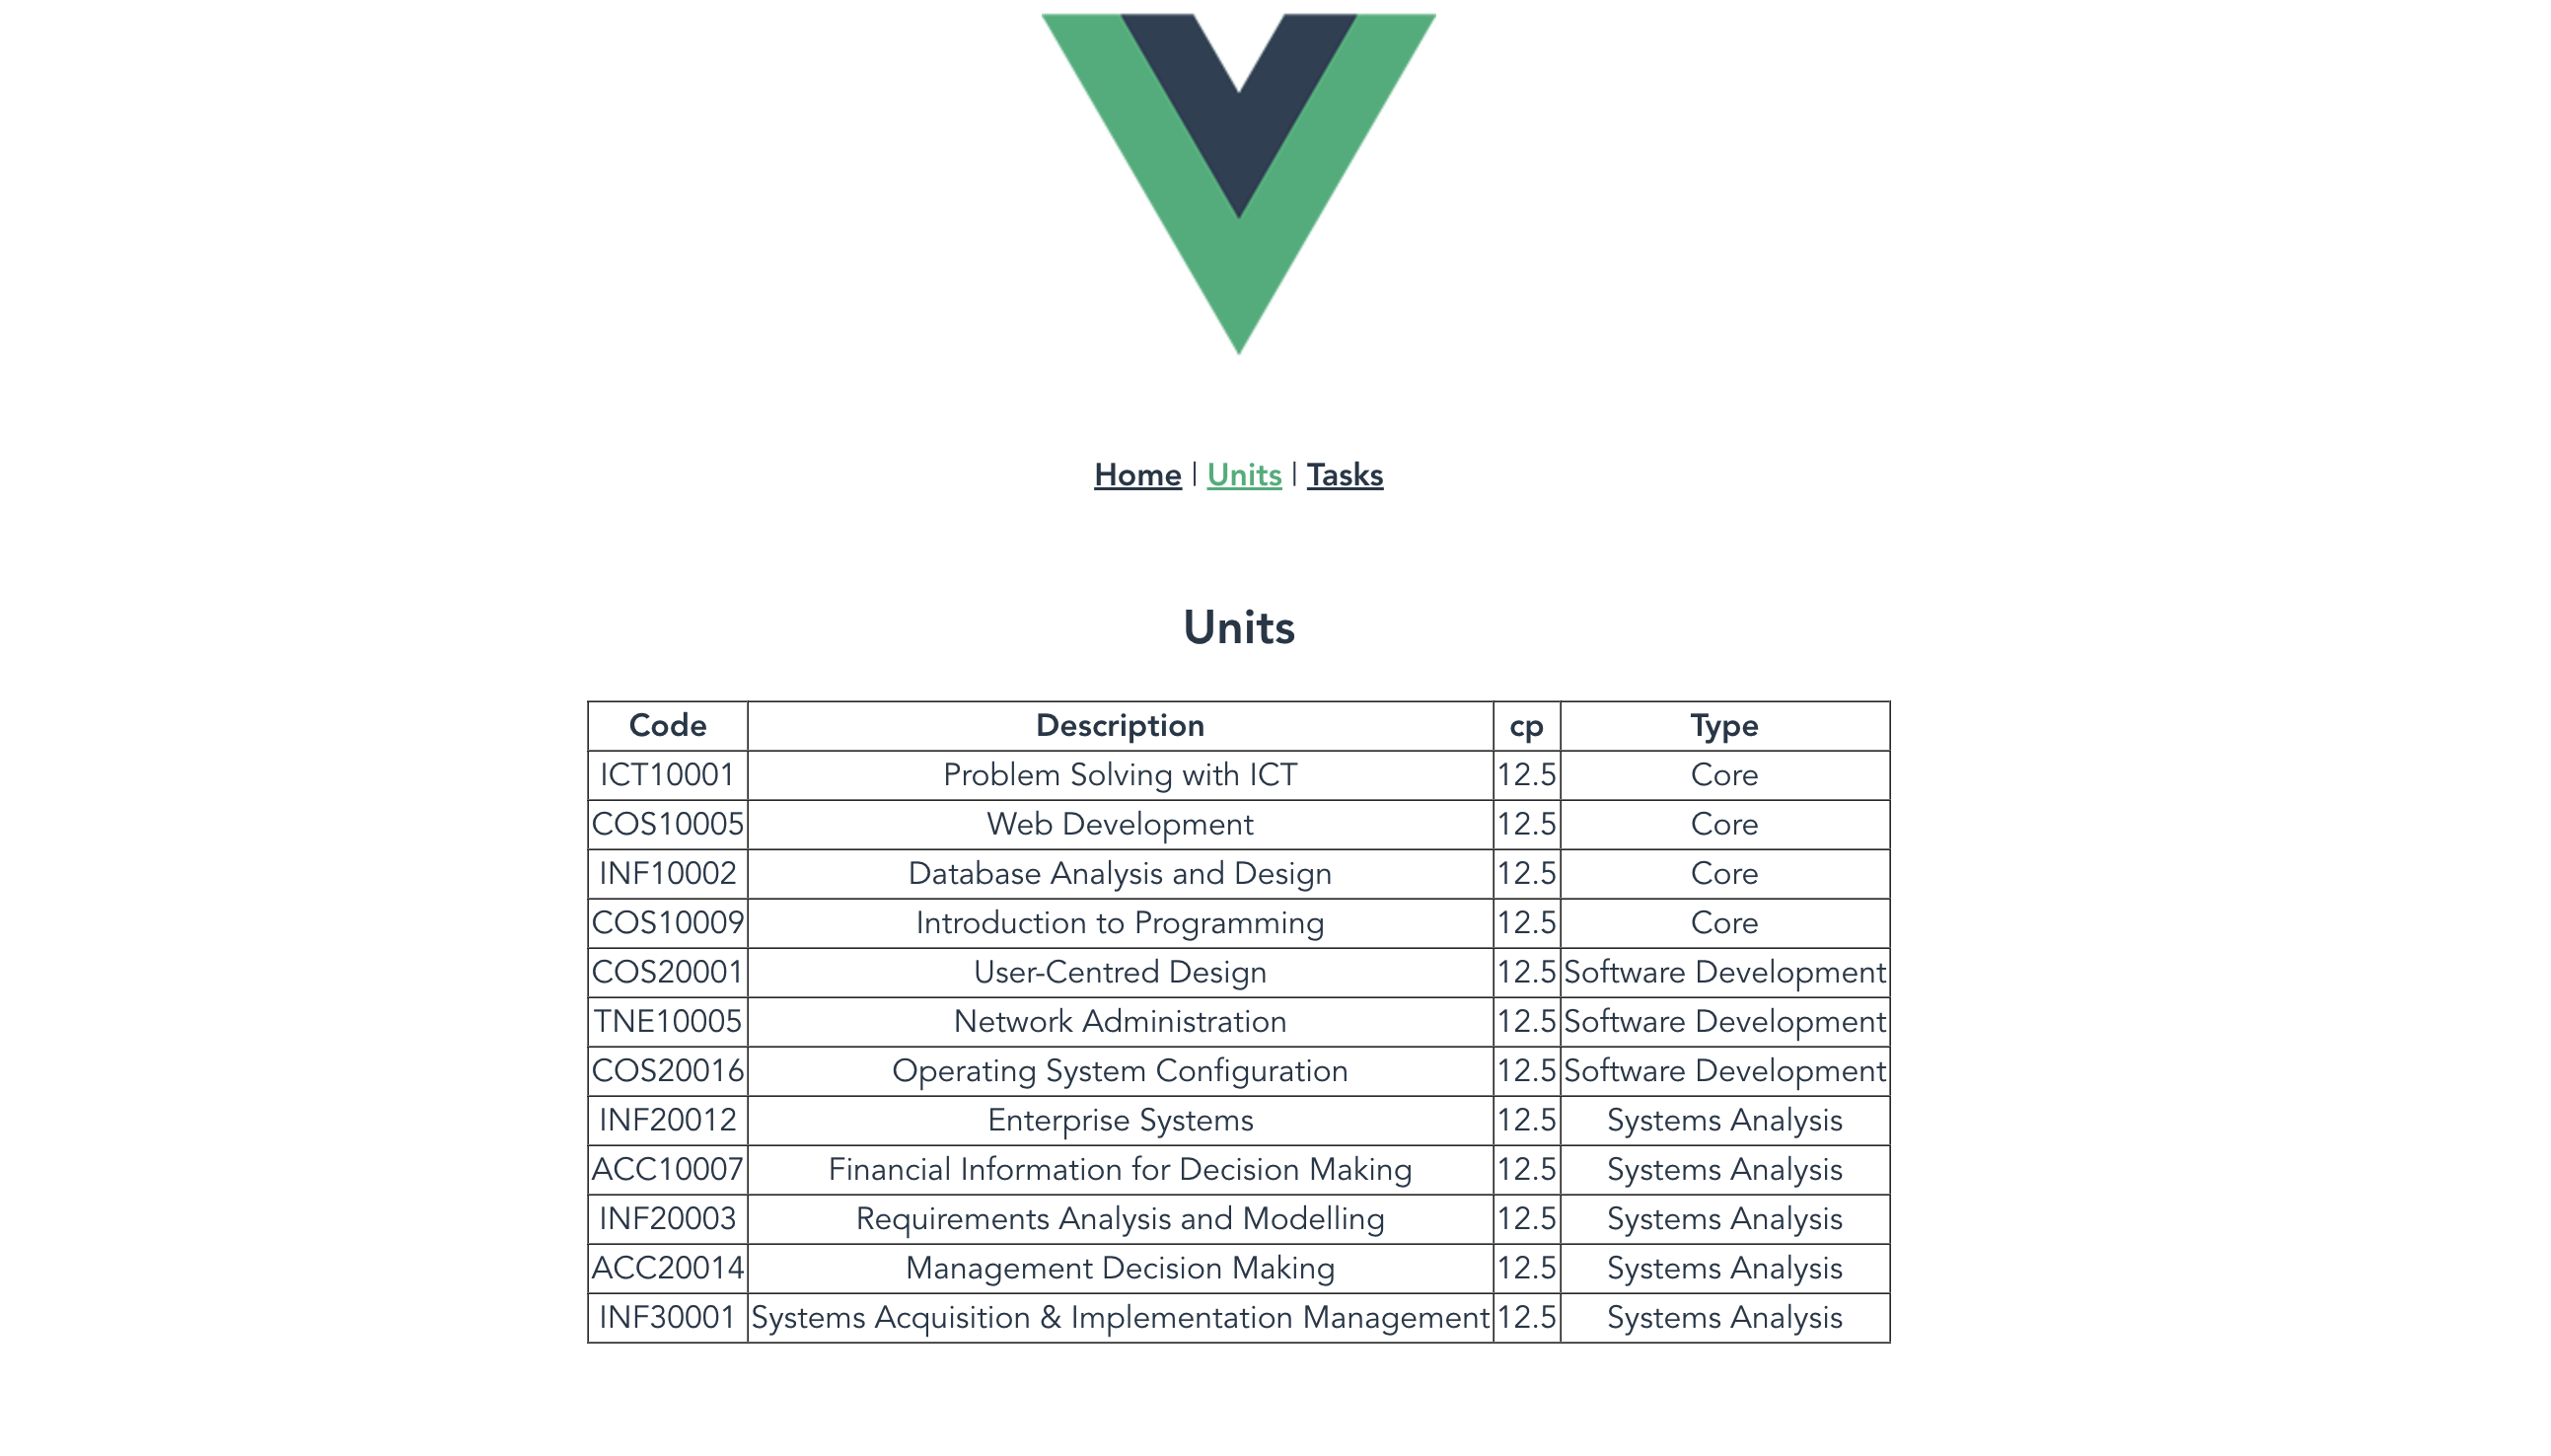 Home | Units | Tasks
Units
Code Description cp Type
ICT10001 Problem Solving with ICT 12.5 Core
COS10005 Web Development 12.5 Core
INF10002 Database Analysis and Design 12.5 Core
COS10009 Introduction to Programming 12.5 Core
COS20001 User-Centred Design 12.5 Software Development
TNE10005 Network Administration 12.5 Software Development
COS20016 Operating System Configuration 12.5 Software Development
INF20012 Enterprise Systems 12.5 Systems Analysis
ACC10007 Financial Information for Decision Making 12.5 Systems Analysis
INF20003 Requirements Analysis and Modelling 12.5 Systems Analysis
ACC20014 Management Decision Making 12.5 Systems Analysis
INF30001 Systems Acquisition & Implementation Management 12.5 Systems Analysis